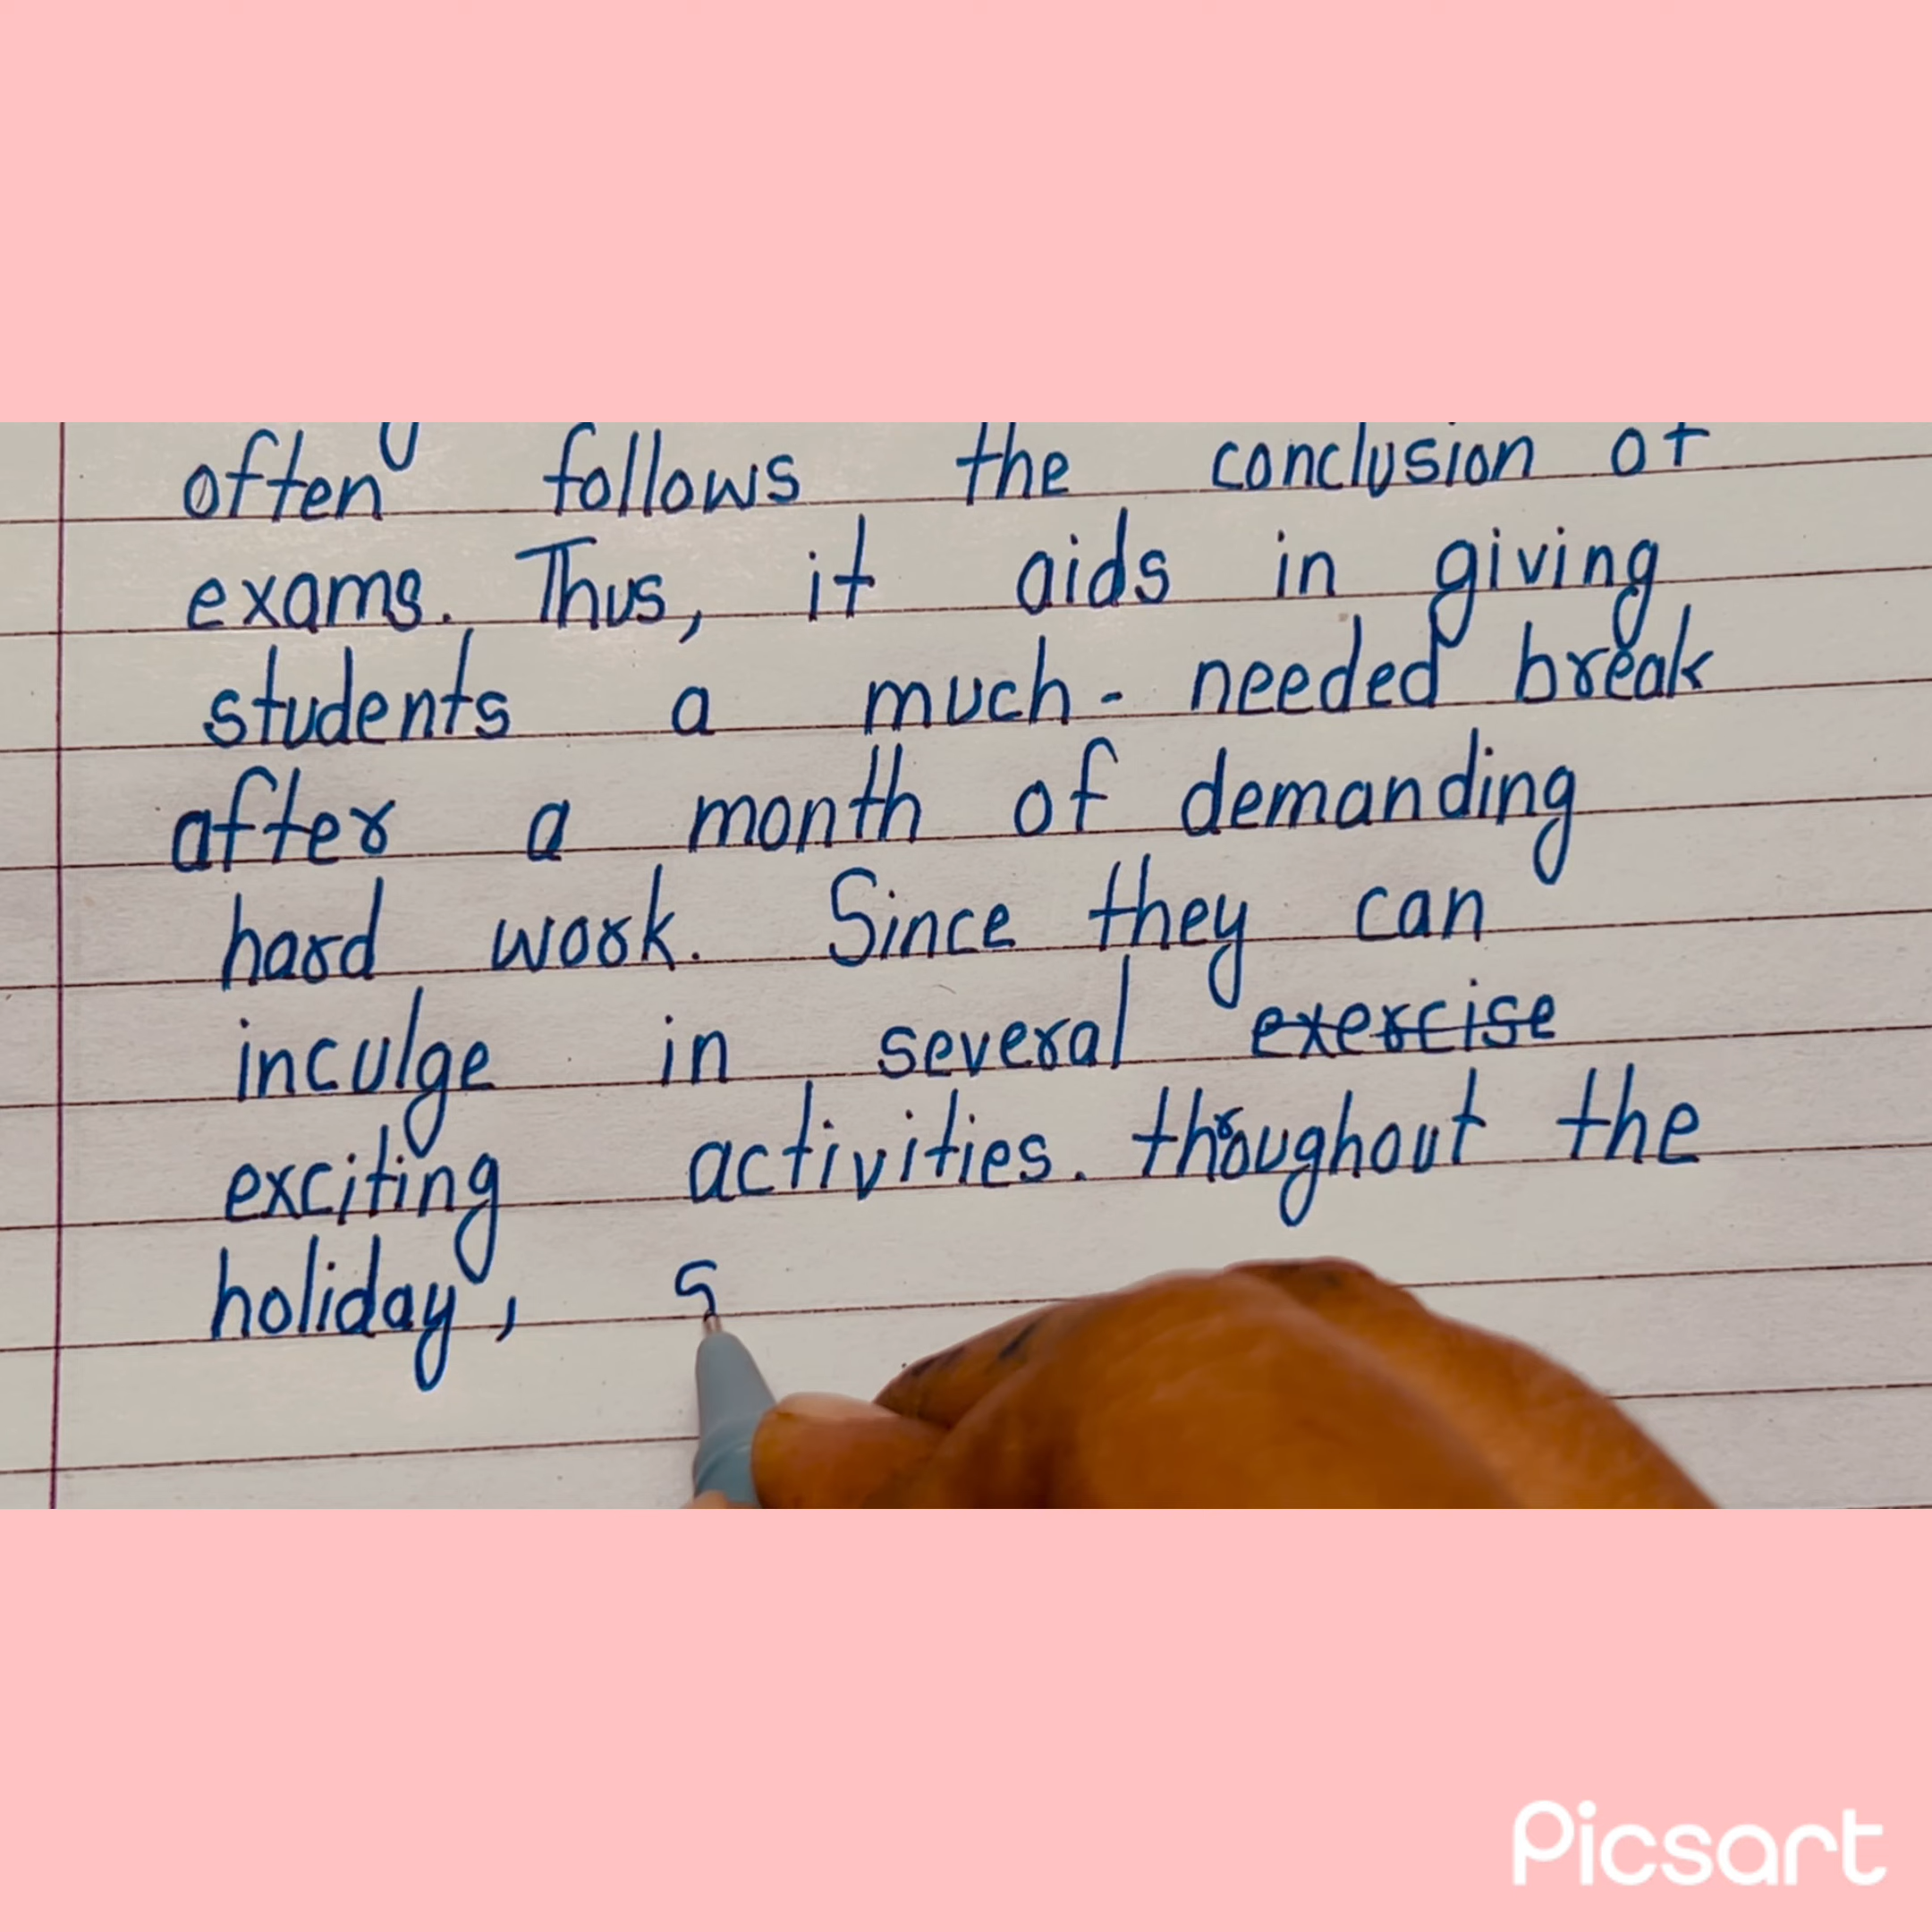 often follows the conclusion of
exams. Thus, it aids in giving
students a much- needed break
after a month of demanding
hard work. Since they can
inculge in several exercise
exciting activities. throughout the
holiday, s
Picsart